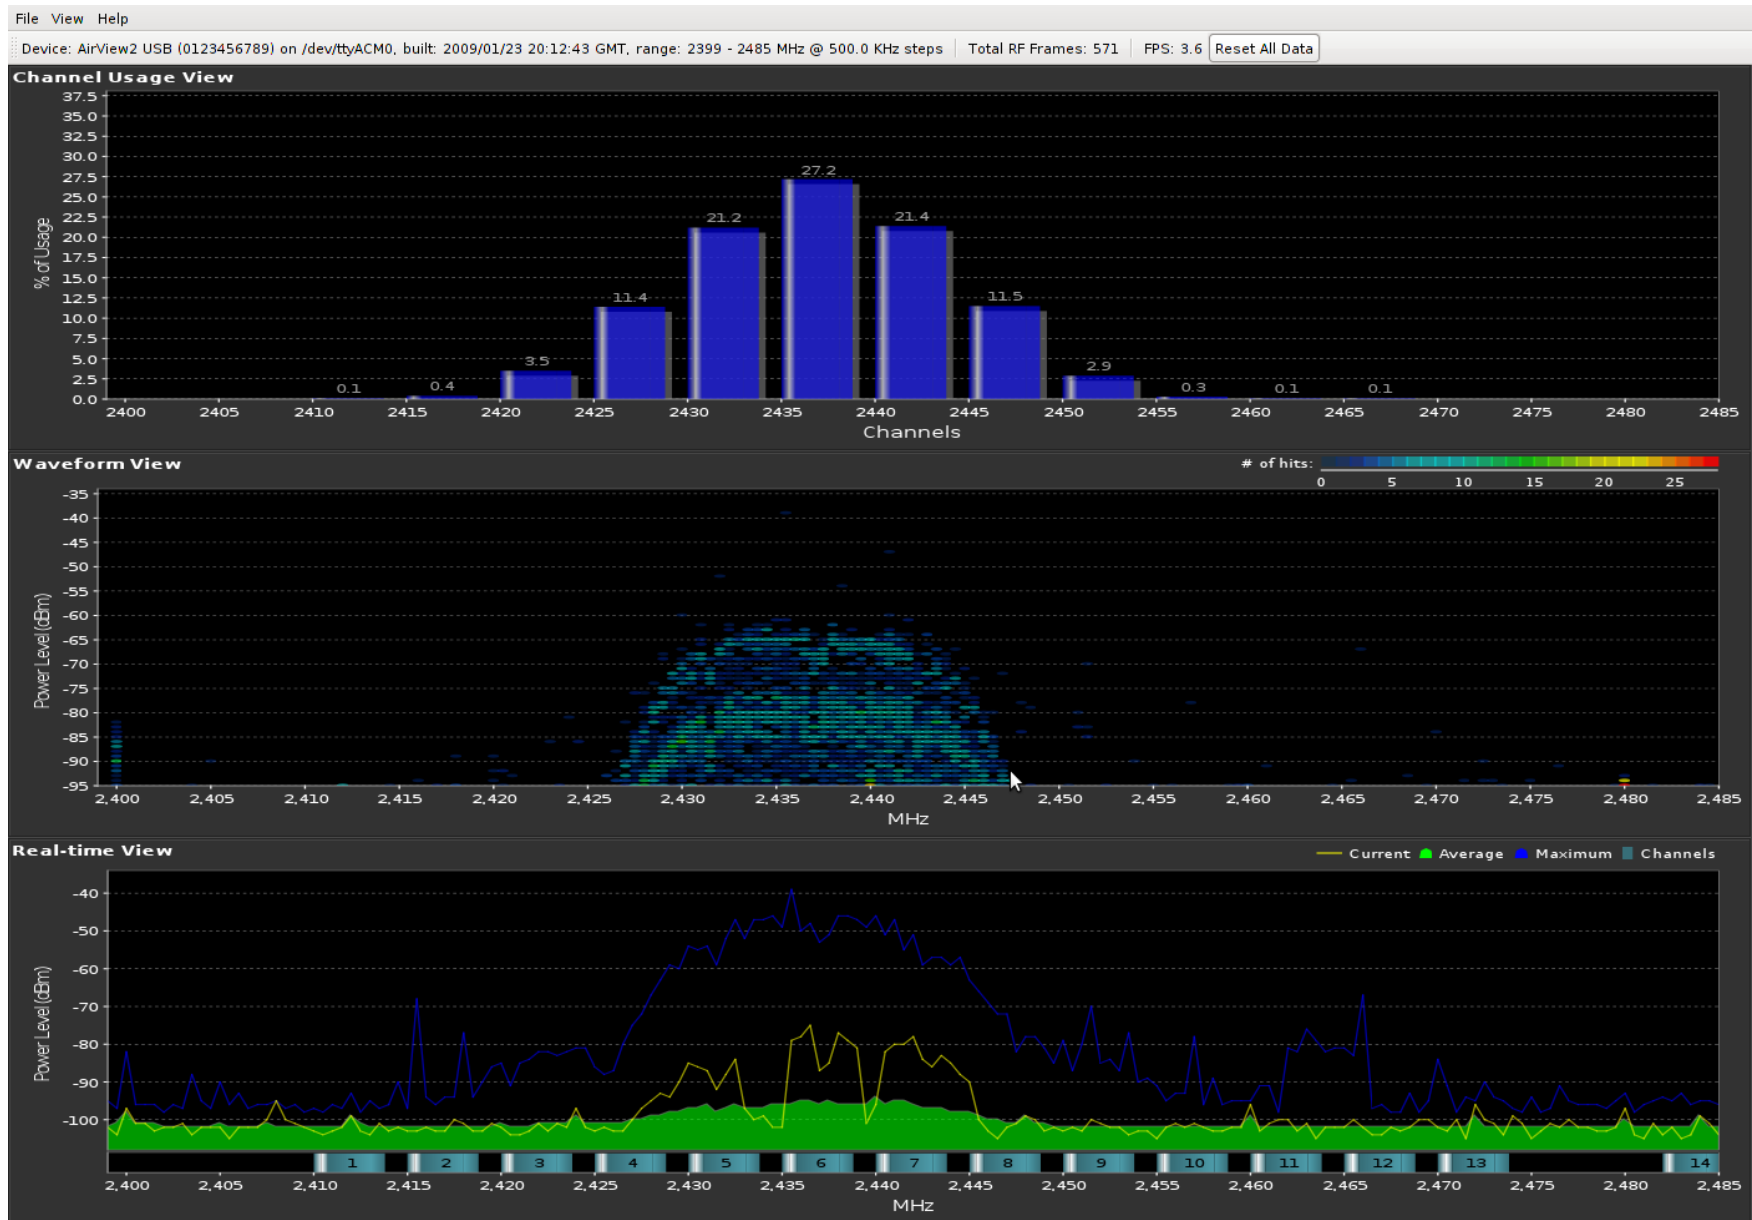 File View Help
Device: AirView2 USB (0123456789) on /dev/ttyACM0, built: 2009/01/23 20:12:43 GMT, range: 2399 - 2485 MHz @ 500.0 KHz steps Total RF Frames: 571 FPS: 3.6 Reset All Data
Channel Usage View
% of Usage
37.5
35.0
32.5
30.0
27.5
25.0
22.5
20.0
17.5
15.0
12.5
10.0
7.5
5.0
2.5
0.0
0.1 0.4 3.5 11.4 21.2 27.2 21.4 11.5 2.9 0.3 0.1 0.1
2400 2405 2410 2415 2420 2425 2430 2435 2440 2445 2450 2455 2460 2465 2470 2475 2480 2485
Channels
Waveform View
# of hits:
0 5 10 15 20 25
Power Level (dBm)
-35
-40
-45
-50
-55
-60
-65
-70
-75
-80
-85
-90
-95
2,400 2,405 2,410 2,415 2,420 2,425 2,430 2,435 2,440 2,445 2,450 2,455 2,460 2,465 2,470 2,475 2,480 2,485
MHz
Real-time View
Current Average Maximum Channels
Power Level (dBm)
-40
-50
-60
-70
-80
-90
-100
1 2 3 4 5 6 7 8 9 10 11 12 13 14
2,400 2,405 2,410 2,415 2,420 2,425 2,430 2,435 2,440 2,445 2,450 2,455 2,460 2,465 2,470 2,475 2,480 2,485
MHz